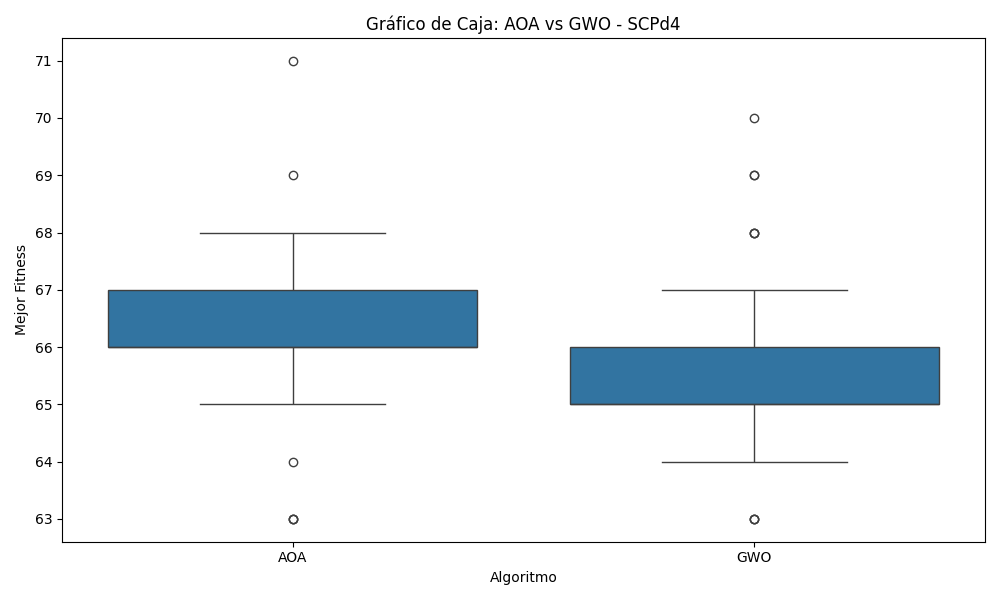 Gráfico de Caja: AOA vs GWO - SCPd4
71
70
69
68
67
66
65
64
63
Mejor Fitness
AOA
GWO
Algoritmo